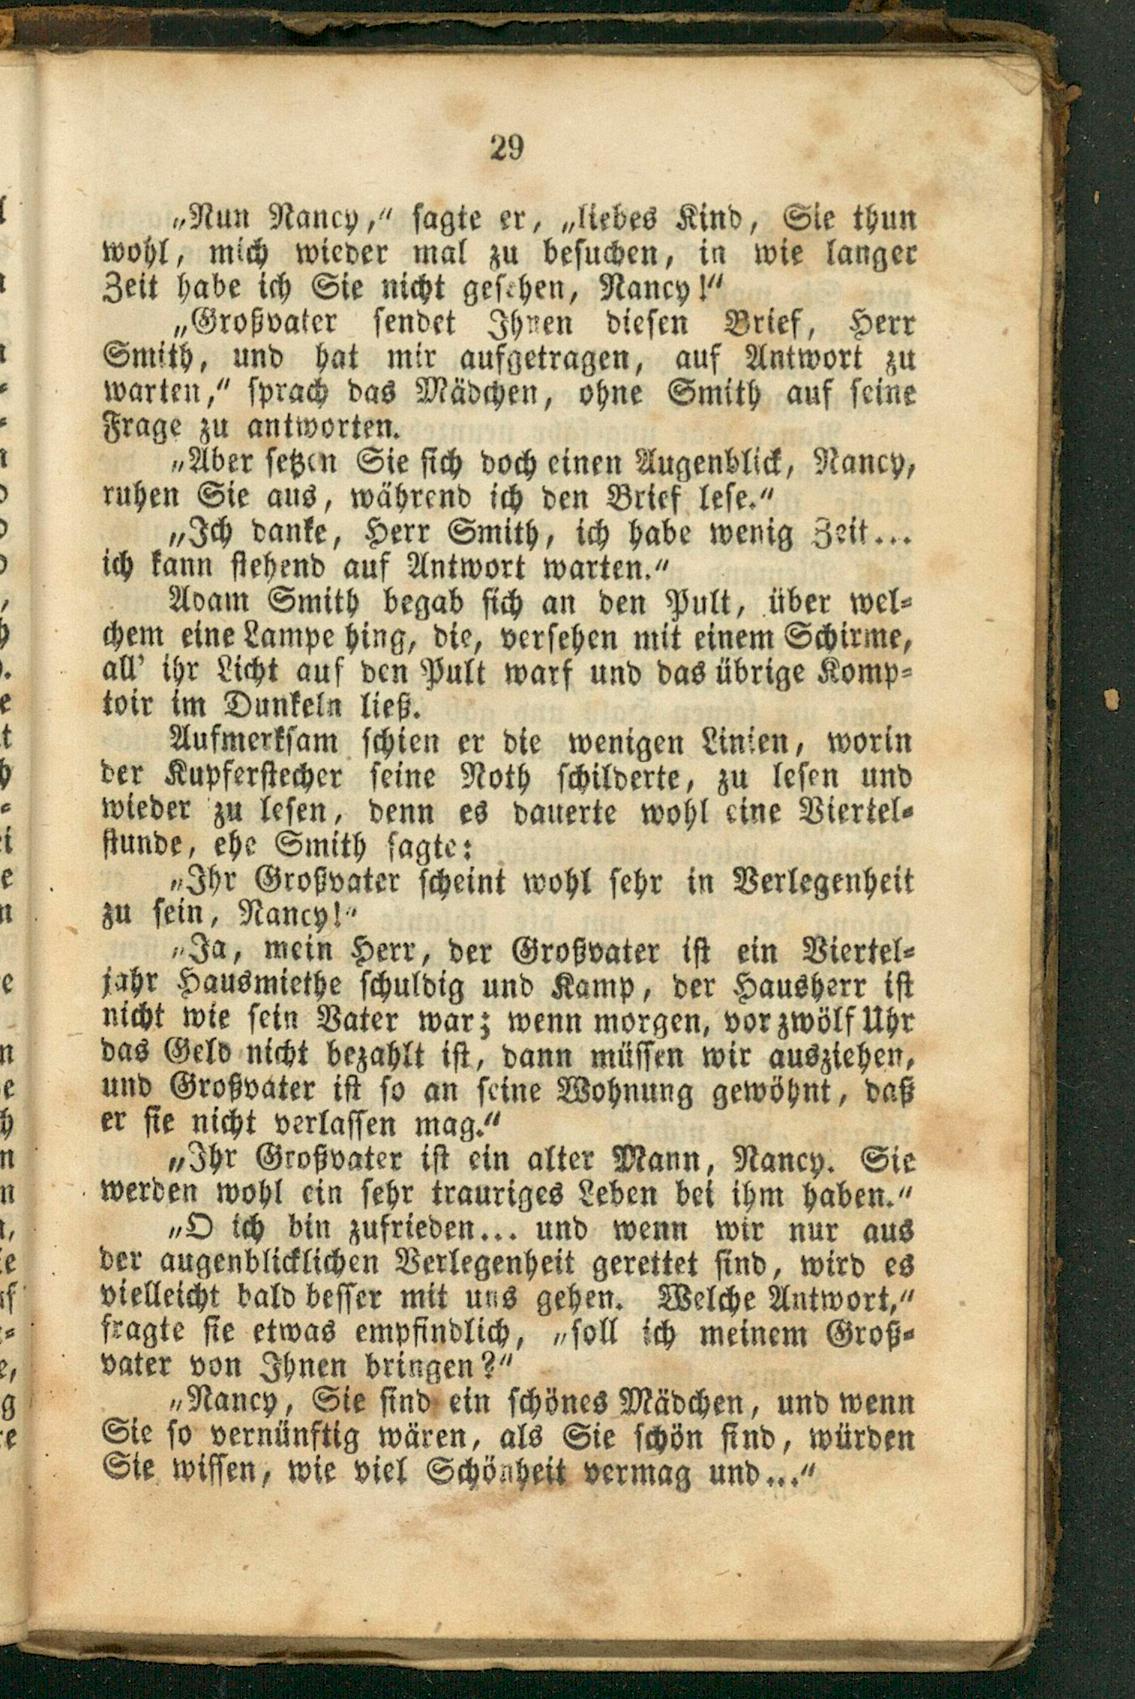 29
„Nun Nancy,“ sagte er, „liebes Kind, Sie thun
wohl, mich wieder mal zu besuchen, in wie langer
Zeit habe ich Sie nicht gesehen, Nancy!“
„Großvater sendet Ihnen diesen Brief, Herr
Smith, und hat mir aufgetragen, auf Antwort zu
warten,“ sprach das Mädchen, ohne Smith auf seine
Frage zu antworten.
„Aber setzen Sie sich doch einen Augenblick, Nancy,
ruhen Sie aus, während ich den Brief lese.“
„Ich danke, Herr Smith, ich habe wenig Zeit...
ich kann stehend auf Antwort warten.“
Adam Smith begab sich an den Pult, über wel-
chem eine Lampe hing, die, versehen mit einem Schirme,
all' ihr Licht auf den Pult warf und das übrige Komp-
toir im Dunkeln ließ.
Aufmerksam schien er die wenigen Linien, worin
der Kupferstecher seine Noth schilderte, zu lesen und
wieder zu lesen, denn es dauerte wohl eine Viertel-
stunde, ehe Smith sagte:
„Ihr Großvater scheint wohl sehr in Verlegenheit
zu sein, Nancy!“
„Ja, mein Herr, der Großvater ist ein Viertel-
jahr Hausmiethe schuldig und Kamp, der Hausherr ist
nicht wie sein Vater war; wenn morgen, vor zwölf Uhr
das Geld nicht bezahlt ist, dann müssen wir ausziehen,
und Großvater ist so an seine Wohnung gewöhnt, daß
er sie nicht verlassen mag.“
„Ihr Großvater ist ein alter Mann, Nancy. Sie
werden wohl ein sehr trauriges Leben bei ihm haben.“
„O ich bin zufrieden... und wenn wir nur aus
der augenblicklichen Verlegenheit gerettet sind, wird es
vielleicht bald besser mit uns gehen. Welche Antwort,“
fragte sie etwas empfindlich, „soll ich meinem Groß-
vater von Ihnen bringen?“
„Nancy, Sie sind ein schönes Mädchen, und wenn
Sie so vernünftig wären, als Sie schön sind, würden
Sie wissen, wie viel Schönheit vermag und...“